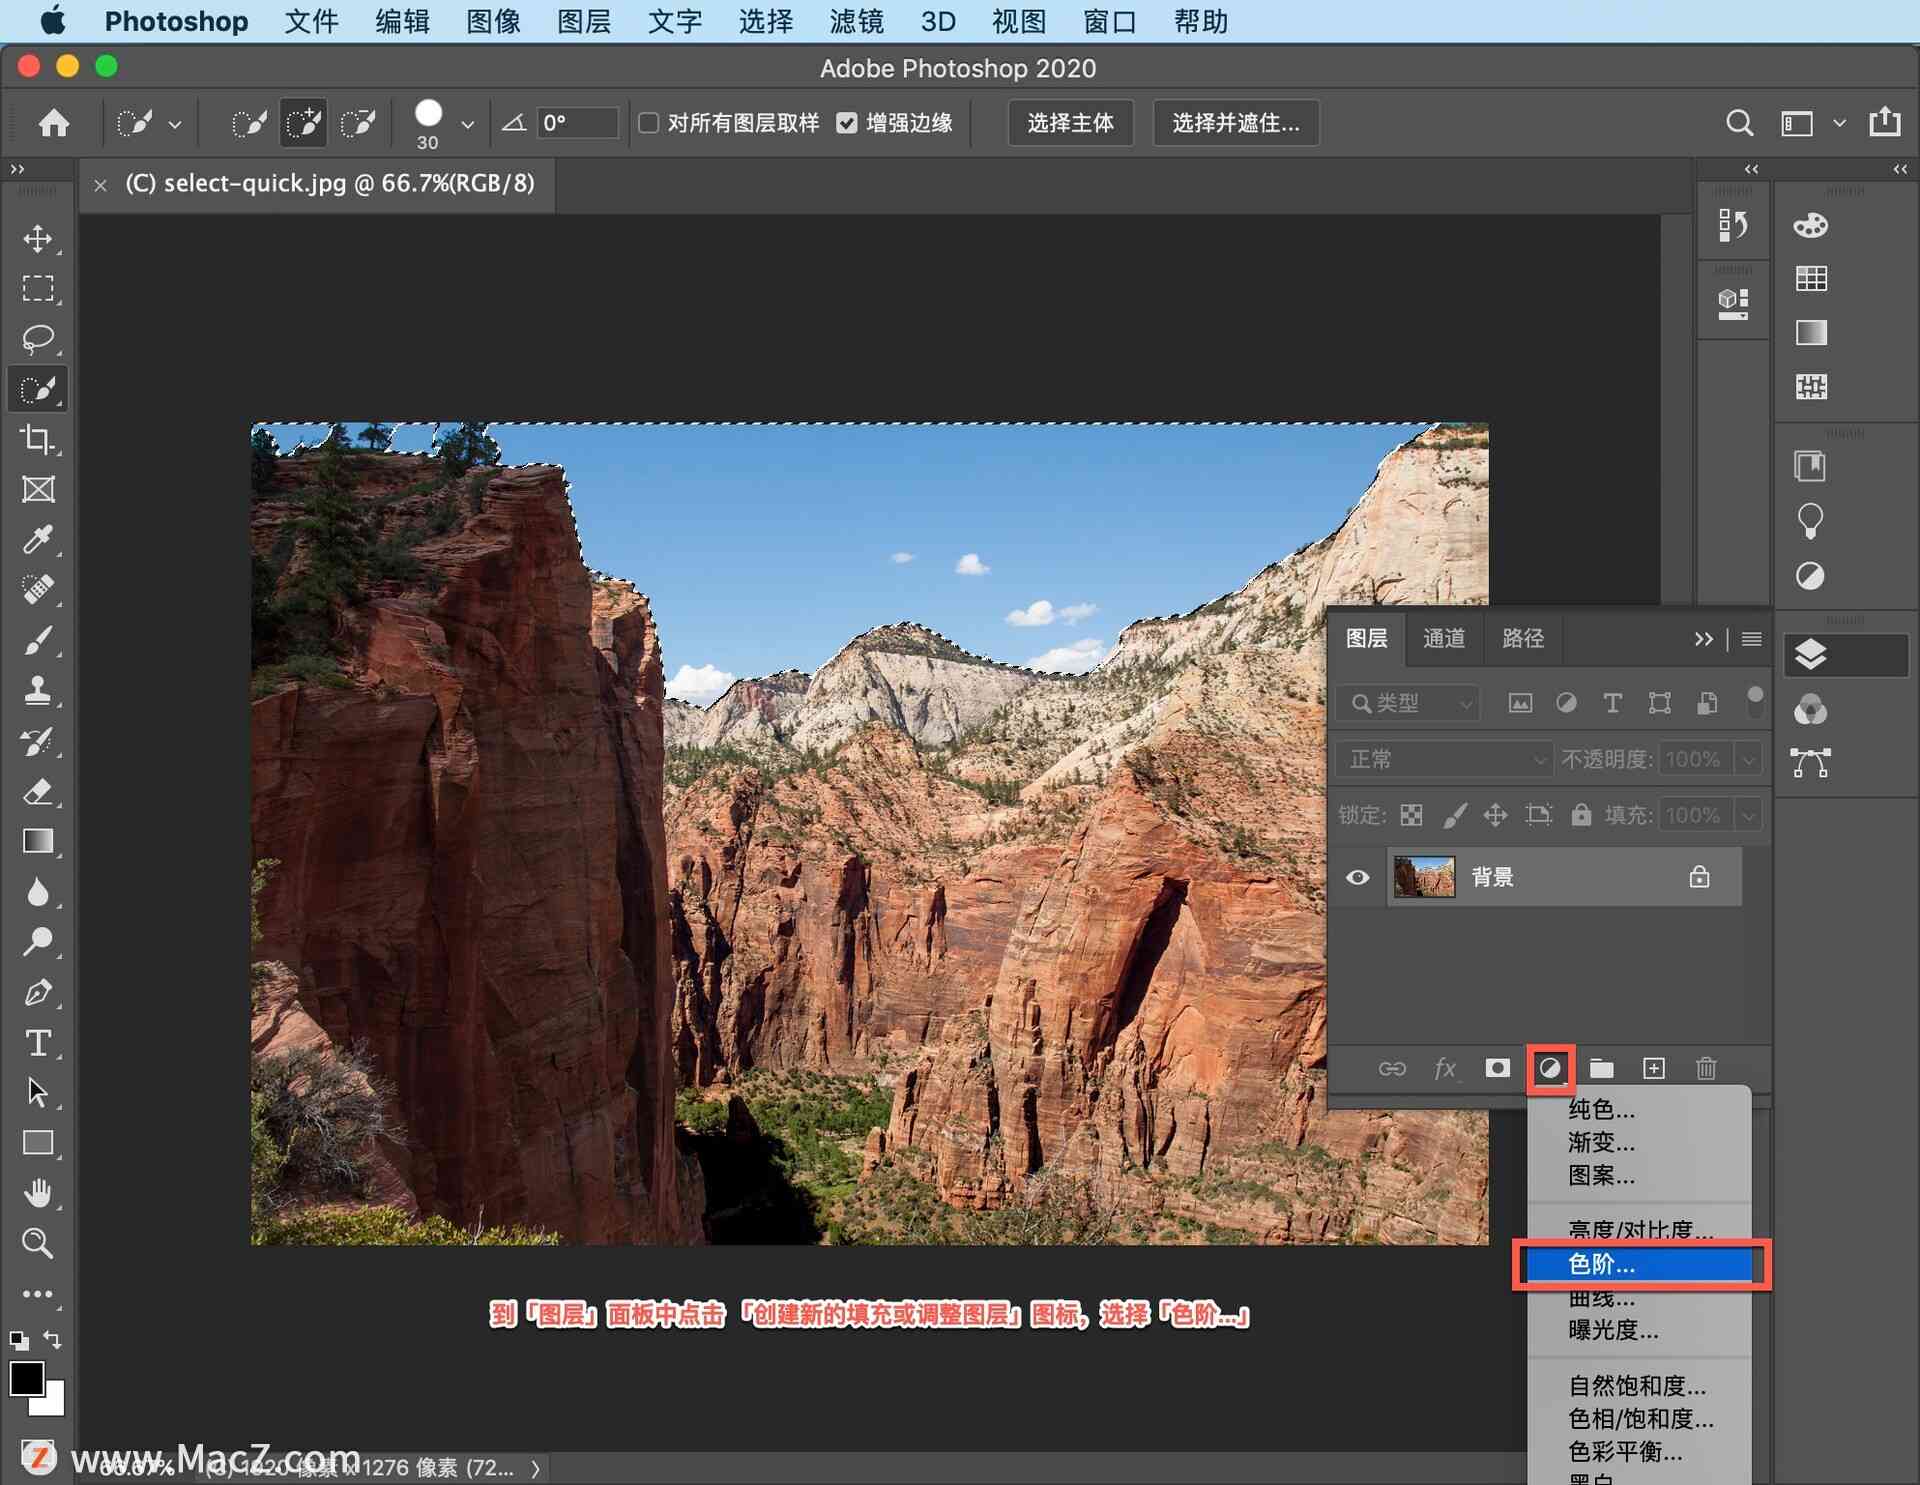 Photoshop 文件 编辑 图像 图层 文字 选择 滤镜 3D 视图 窗口 帮助
Adobe Photoshop 2020
30
0°
对所有图层取样 增强边缘 选择主体 选择并遮住...
(C) select-quick.jpg @ 66.7%(RGB/8)
图层 通道 路径
类型
正常 不透明度: 100%
锁定: 填充: 100%
背景
fx
纯色...
渐变...
图案...
亮度/对比度...
色阶...
曲线...
曝光度...
自然饱和度...
色相/饱和度...
色彩平衡...
黑白
到「图层」面板中点击 「创建新的填充或调整图层」图标，选择「色阶...」
www.MacZ.com
66.67% (C) 1920 像素 x 1276 像素 (72...